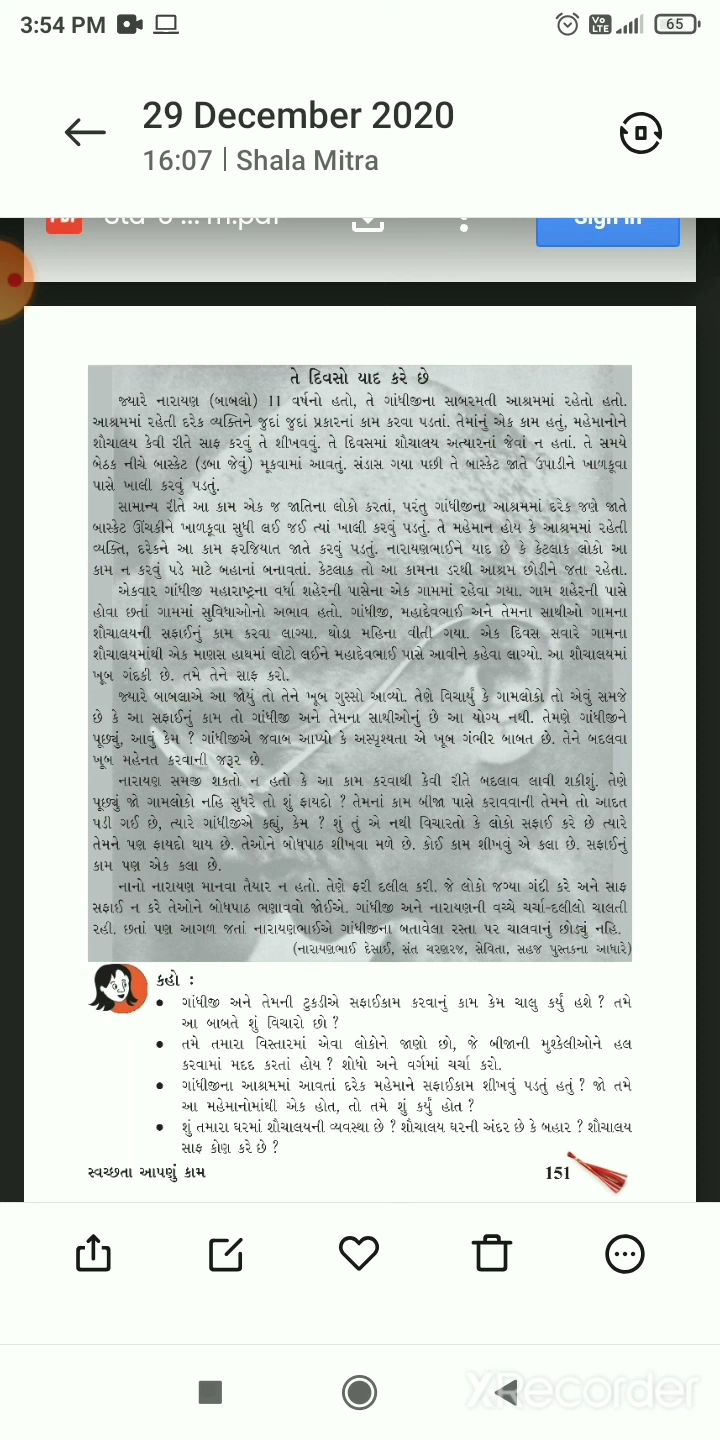 3:54 PM
Vo LTE 65
29 December 2020
16:07 | Shala Mitra
Sign in
તે દિવસો યાદ કરે છે
જ્યારે નારાયણ (બાબલો) 11 વર્ષનો હતો, તે ગાંધીજીના સાબરમતી આશ્રમમાં રહેતો હતો.
આશ્રમમાં રહેતી દરેક વ્યક્તિને જુદાં જુદાં પ્રકારનાં કામ કરવા પડતાં. તેમાંનું એક કામ હતું, મહેમાનોને
શૌચાલય કેવી રીતે સાફ કરવું તે શીખવવું. તે દિવસમાં શૌચાલય અત્યારનાં જેવાં ન હતાં. તે સમયે
બેઠક નીચે બાસ્કેટ (ડબા જેવું) મૂકવામાં આવતું. સંડાસ ગયા પછી તે બાસ્કેટ જાતે ઉપાડીને ખાળકૂવા
પાસે ખાલી કરવું પડતું.
સામાન્ય રીતે આ કામ એક જ જાતિના લોકો કરતાં, પરંતુ ગાંધીજીના આશ્રમમાં દરેક જણે જાતે
બાસ્કેટ ઊંચકીને ખાળકૂવા સુધી લઈ જઈ ત્યાં ખાલી કરવું પડતું, તે મહેમાન હોય કે આશ્રમમાં રહેતી
વ્યક્તિ, દરેકને આ કામ ફરજિયાત જાતે કરવું પડતું. નારાયણભાઈને યાદ છે કે કેટલાક લોકો આ
કામ ન કરવું પડે માટે બહાનાં બનાવતાં. કેટલાક તો આ કામના ડરથી આશ્રમ છોડીને જતા રહેતા.
એકવાર ગાંધીજી મહારાષ્ટ્રના વર્ધા શહેરની પાસેના એક ગામમાં રહેવા ગયા. ગામ શહેરની પાસે
હોવા છતાં ગામમાં સુવિધાઓનો અભાવ હતો. ગાંધીજી, મહાદેવભાઈ અને તેમના સાથીઓ ગામના
શૌચાલયની સફાઈનું કામ કરવા લાગ્યા. થોડા મહિના વીતી ગયા. એક દિવસ સવારે ગામના
શૌચાલયમાંથી એક માણસ હાથમાં લોટો લઈને મહાદેવભાઈ પાસે આવીને કહેવા લાગ્યો. આ શૌચાલયમાં
ખૂબ ગંદકી છે. તમે તેને સાફ કરો.
જ્યારે બાબલાએ આ જોયું તો તેને ખૂબ ગુસ્સો આવ્યો. તેણે વિચાર્યું કે ગામલોકો તો એવું સમજે
છે કે આ સફાઈનું કામ તો ગાંધીજી અને તેમના સાથીઓનું છે આ યોગ્ય નથી. તેમણે ગાંધીજીને
પૂછ્યું, આવું કેમ ? ગાંધીજીએ જવાબ આપ્યો કે અસ્પૃશ્યતા એ ખૂબ ગંભીર બાબત છે. તેને બદલવા
ખૂબ મહેનત કરવાની જરૂર છે.
નારાયણ સમજી શકતો ન હતો કે આ કામ કરવાથી કેવી રીતે બદલાવ લાવી શકીશું. તેણે
પૂછ્યું જો ગામલોકો નહિ સુધરે તો શું ફાયદો ? તેમનાં કામ બીજા પાસે કરાવવાની તેમને તો આદત
પડી ગઈ છે, ત્યારે ગાંધીજીએ કહ્યું, કેમ ? શું તું એ નથી વિચારતો કે લોકો સફાઈ કરે છે ત્યારે
તેમને પણ ફાયદો થાય છે. તેઓને બોધપાઠ શીખવા મળે છે. કોઈ કામ શીખવું એ કલા છે. સફાઈનું
કામ પણ એક કલા છે.
નાનો નારાયણ માનવા તૈયાર ન હતો. તેણે ફરી દલીલ કરી. જે લોકો જગ્યા ગંદી કરે અને સાફ
સફાઈ ન કરે તેઓને બોધપાઠ ભણાવવો જોઈએ. ગાંધીજી અને નારાયણની વચ્ચે ચર્ચા-દલીલો ચાલતી
રહી. છતાં પણ આગળ જતાં નારાયણભાઈએ ગાંધીજીના બતાવેલા રસ્તા પર ચાલવાનું છોડ્યું નહિ.
(નારાયણભાઈ દેસાઈ, સંત ચરણરજ, સેવિતા, સહજ પુસ્તકના આધારે)
કહો :
• ગાંધીજી અને તેમની ટુકડીએ સફાઈકામ કરવાનું કામ કેમ ચાલુ કર્યું હશે ? તમે
આ બાબતે શું વિચારો છો ?
• તમે તમારા વિસ્તારમાં એવા લોકોને જાણો છો, જે બીજાની મુશ્કેલીઓને હલ
કરવામાં મદદ કરતાં હોય ? શોધો અને વર્ગમાં ચર્ચા કરો.
• ગાંધીજીના આશ્રમમાં આવતાં દરેક મહેમાને સફાઈકામ શીખવું પડતું હતું ? જો તમે
આ મહેમાનોમાંથી એક હોત, તો તમે શું કર્યું હોત ?
• શું તમારા ઘરમાં શૌચાલયની વ્યવસ્થા છે ? શૌચાલય ઘરની અંદર છે કે બહાર ? શૌચાલય
સાફ કોણ કરે છે ?
સ્વચ્છતા આપણું કામ 151
XRecorder